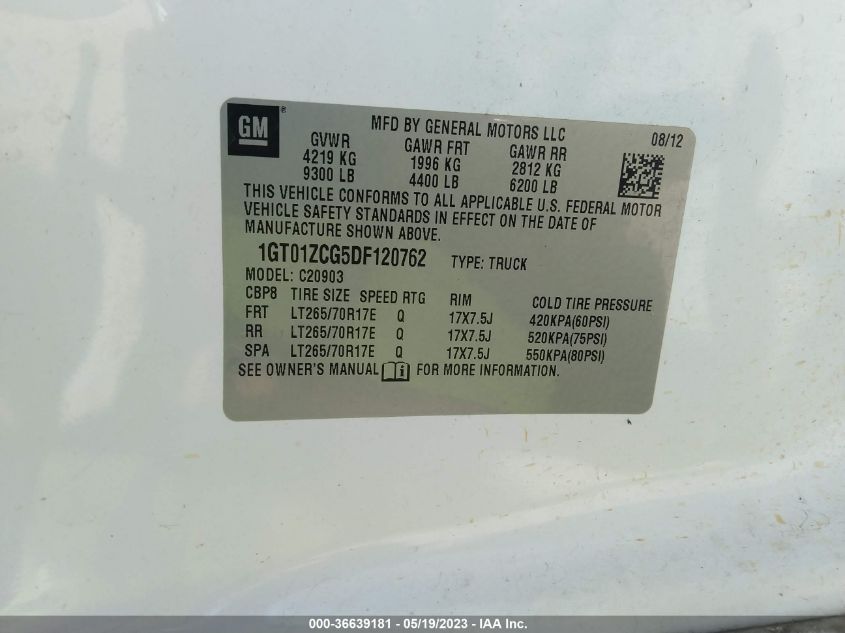 GM ® MFD BY GENERAL MOTORS LLC 08/12
GVWR GAWR FRT GAWR RR
4219 KG 1996 KG 2812 KG
9300 LB 4400 LB 6200 LB
THIS VEHICLE CONFORMS TO ALL APPLICABLE U.S. FEDERAL MOTOR
VEHICLE SAFETY STANDARDS IN EFFECT ON THE DATE OF
MANUFACTURE SHOWN ABOVE.
1GT01ZCG5DF120762 TYPE: TRUCK
MODEL: C20903
CBP8 TIRE SIZE SPEED RTG RIM COLD TIRE PRESSURE
FRT LT265/70R17E Q 17X7.5J 420KPA(60PSI)
RR LT265/70R17E Q 17X7.5J 520KPA(75PSI)
SPA LT265/70R17E Q 17X7.5J 550KPA(80PSI)
SEE OWNER'S MANUAL FOR MORE INFORMATION.
000-36639181 - 05/19/2023 - IAA Inc.